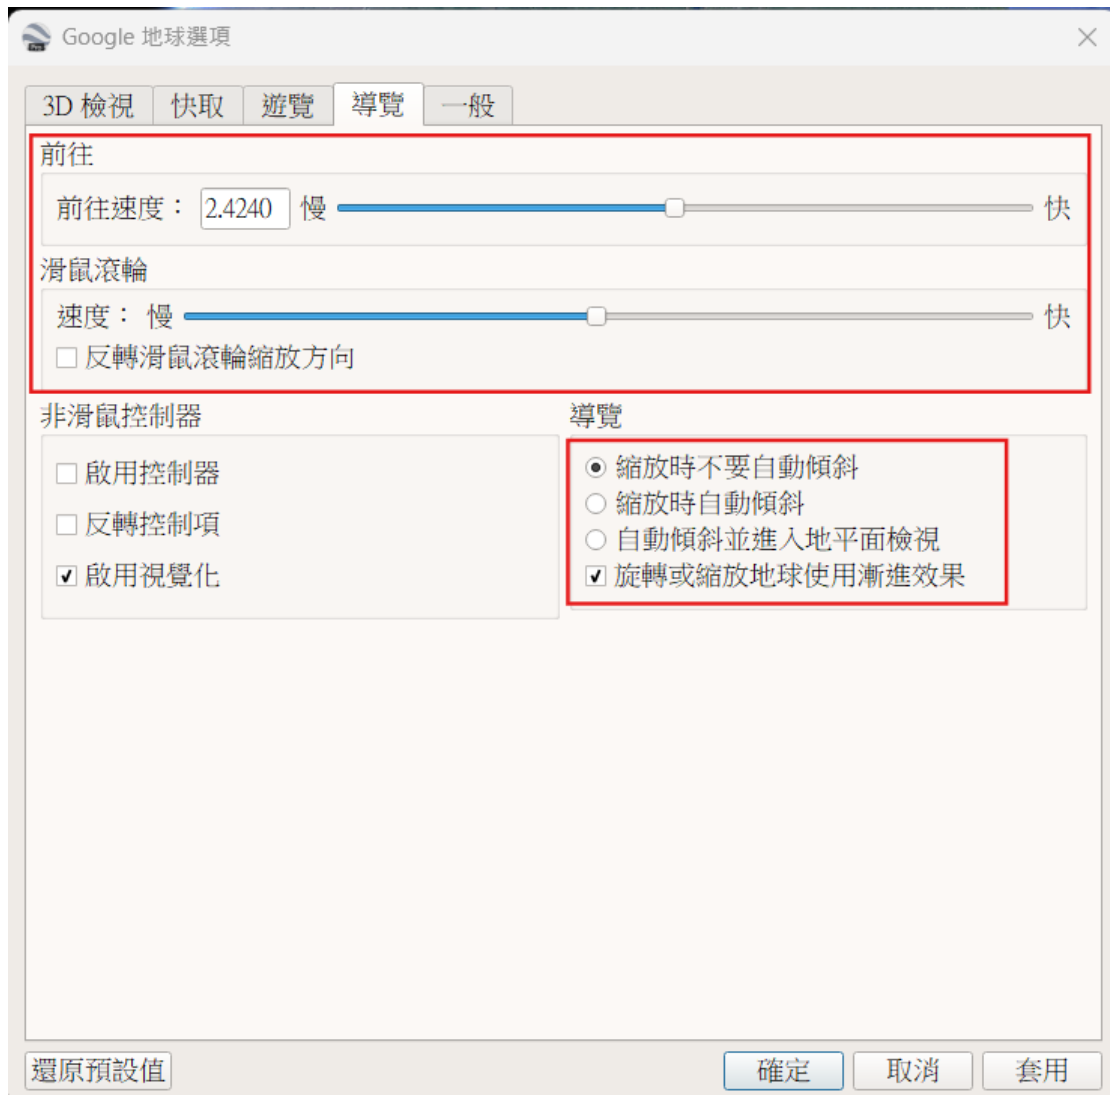 Google 地球選項
3D 檢視 快取 遊覽 導覽 一般
前往
前往速度： 2.4240 慢 快
滑鼠滾輪
速度： 慢 快
反轉滑鼠滾輪縮放方向
非滑鼠控制器
啟用控制器
反轉控制項
啟用視覺化
導覽
縮放時不要自動傾斜
縮放時自動傾斜
自動傾斜並進入地平面檢視
旋轉或縮放地球使用漸進效果
還原預設值 確定 取消 套用